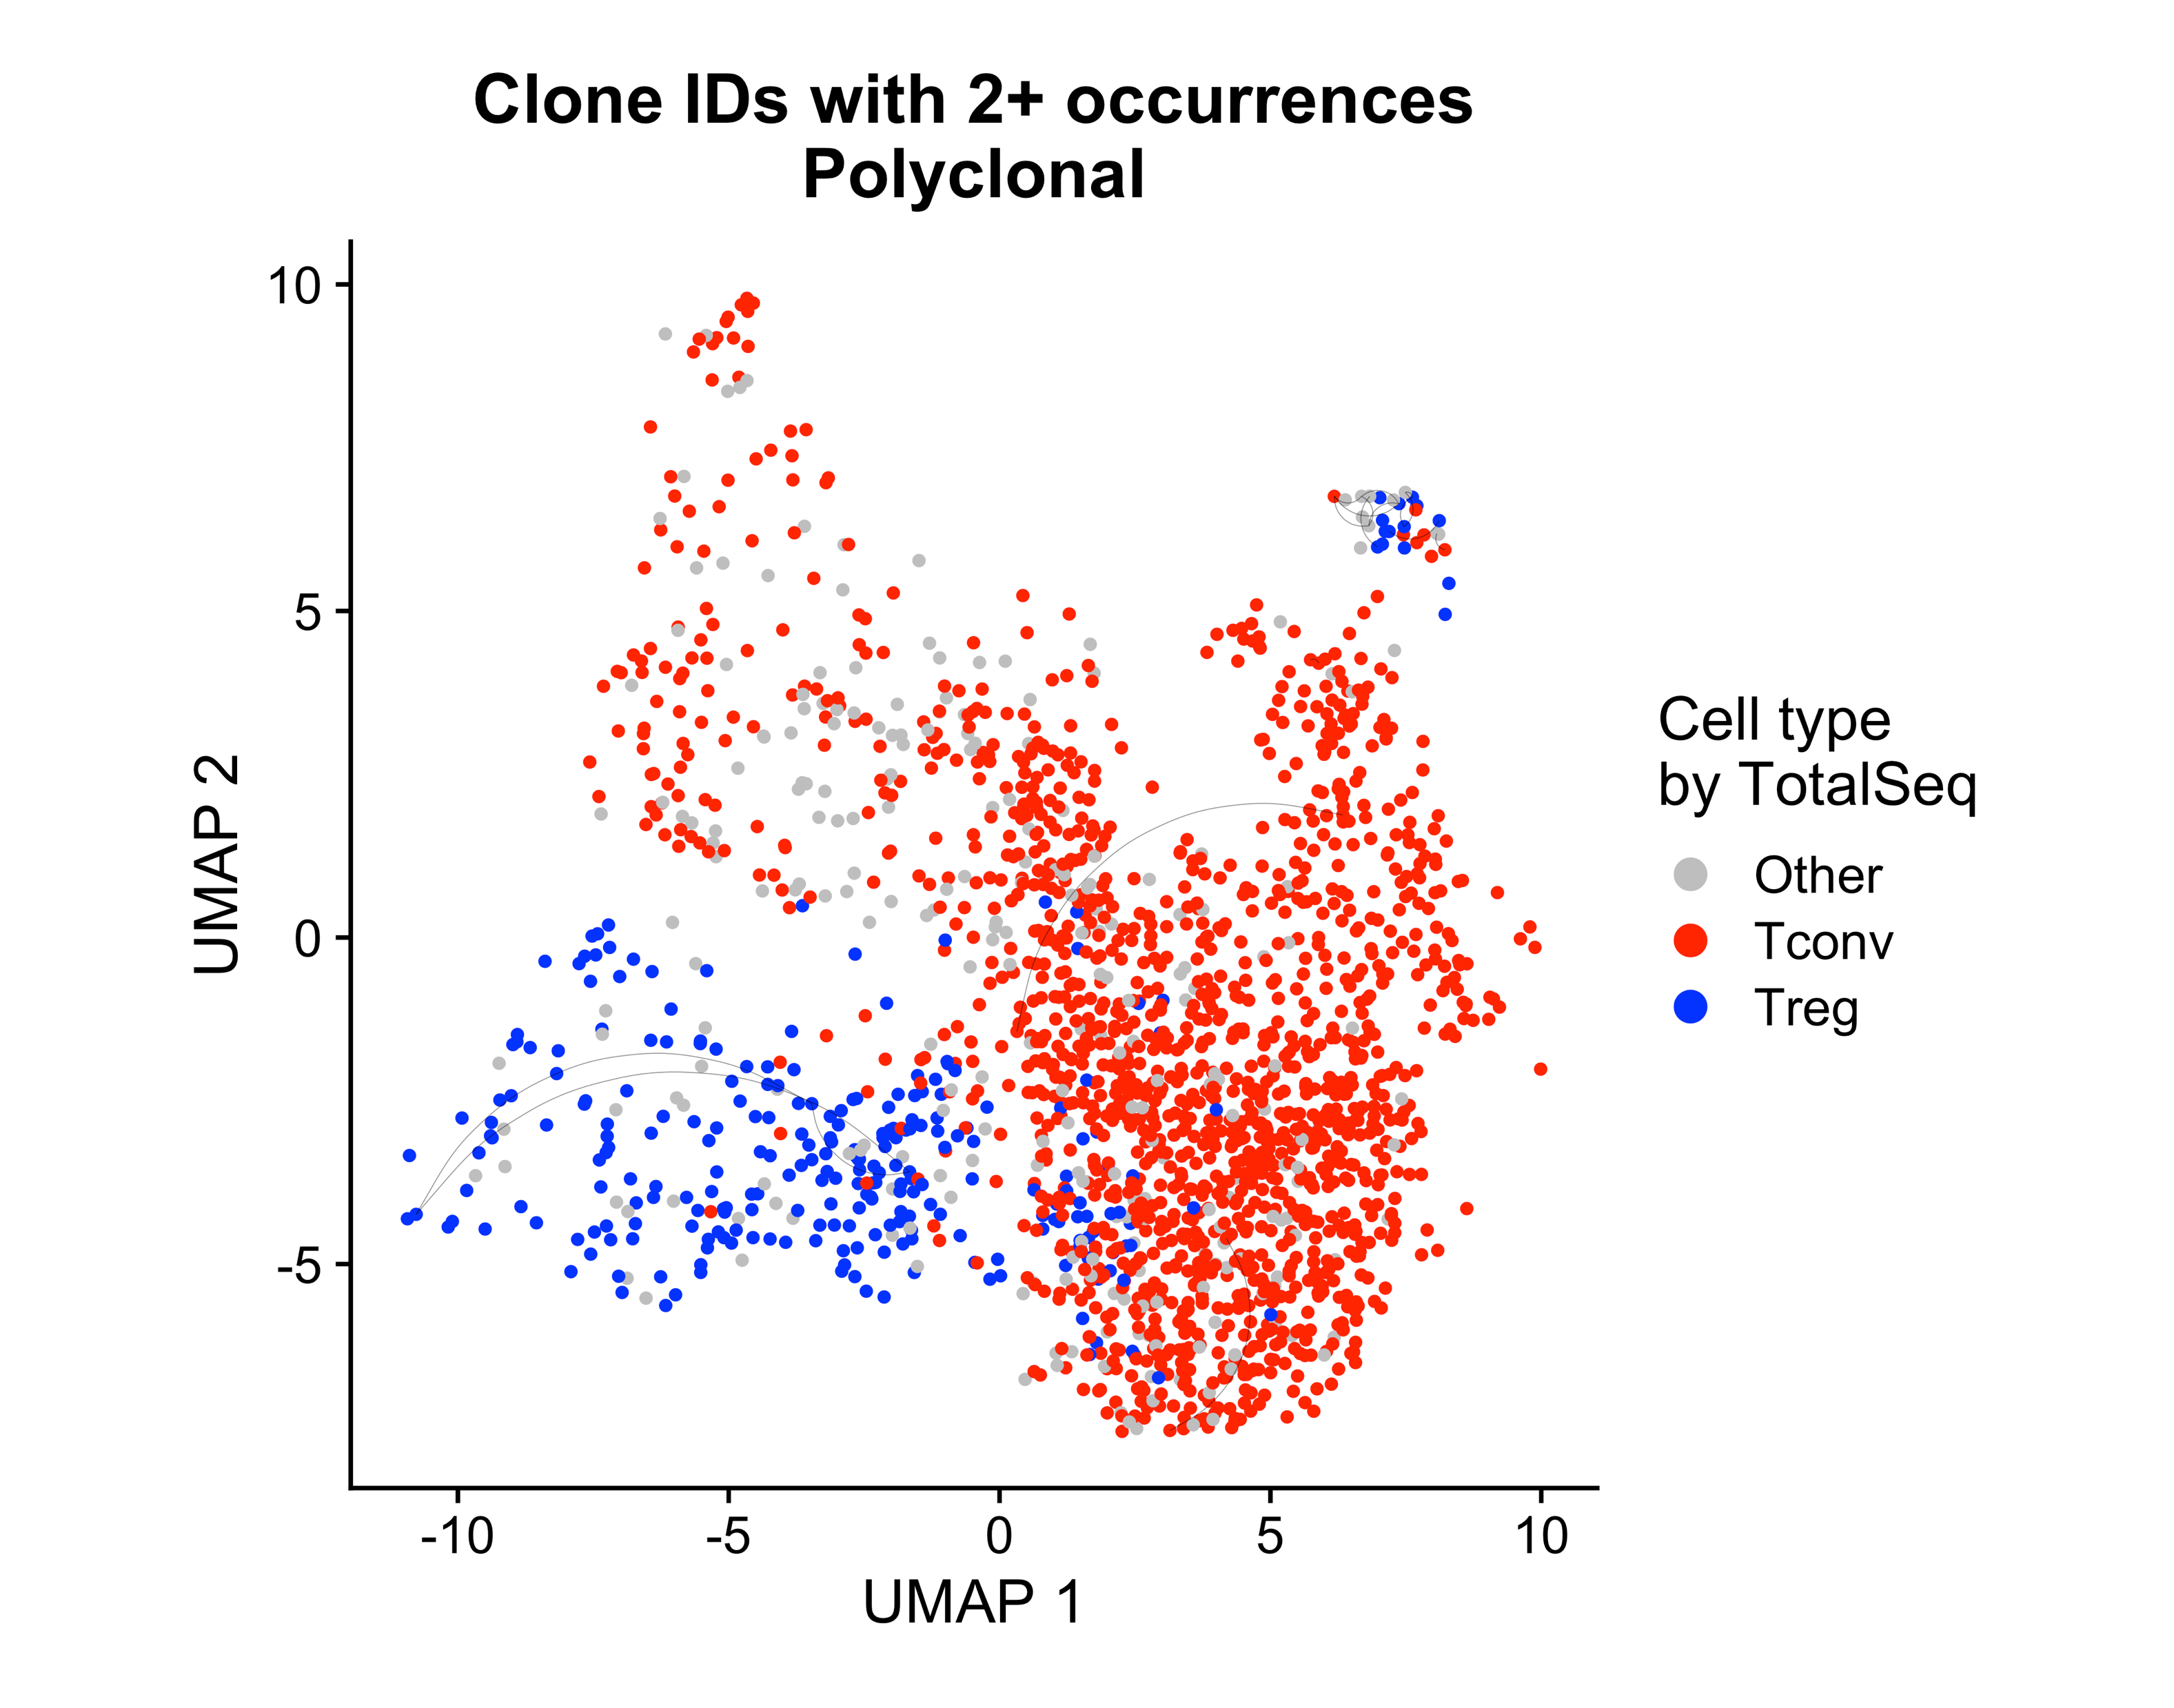 Clone IDs with 2+ occurrences
Polyclonal
10
5
0
-5
UMAP 2
-10
-5
0
5
10
UMAP 1
Cell type
by TotalSeq
Other
Tconv
Treg